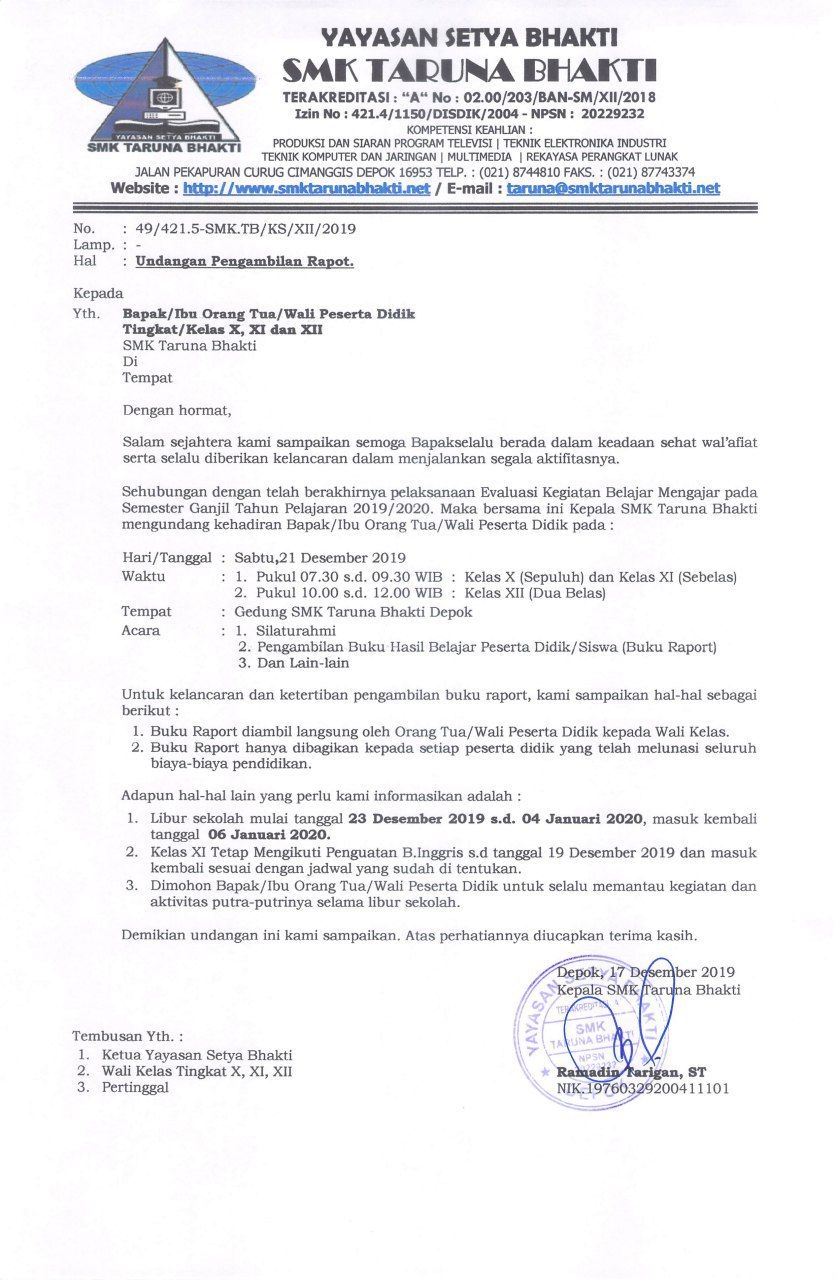 YAYASAN SETYA BHAKTI
SMK TARUNA BHAKTI
TERAKREDITASI : "A" No : 02.00/203/BAN-SM/XII/2018
Izin No : 421.4/1150/DISDIK/2004 - NPSN : 20229232
KOMPETENSI KEAHLIAN :
PRODUKSI DAN SIARAN PROGRAM TELEVISI | TEKNIK ELEKTRONIKA INDUSTRI
TEKNIK KOMPUTER DAN JARINGAN | MULTIMEDIA | REKAYASA PERANGKAT LUNAK
JALAN PEKAPURAN CURUG CIMANGGIS DEPOK 16953 TELP. : (021) 8744810 FAKS. : (021) 87743374
Website : http://www.smktarunabhakti.net / E-mail : taruna@smktarunabhakti.net
YAYASAN SETYA BHAKTI
SMK TARUNA BHAKTI
No. : 49/421.5-SMK.TB/KS/XII/2019
Lamp. : -
Hal : Undangan Pengambilan Rapot.
Kepada
Yth. Bapak/Ibu Orang Tua/Wali Peserta Didik
Tingkat/Kelas X, XI dan XII
SMK Taruna Bhakti
Di
Tempat
Dengan hormat,
Salam sejahtera kami sampaikan semoga Bapakselalu berada dalam keadaan sehat wal'afiat
serta selalu diberikan kelancaran dalam menjalankan segala aktifitasnya.
Sehubungan dengan telah berakhirnya pelaksanaan Evaluasi Kegiatan Belajar Mengajar pada
Semester Ganjil Tahun Pelajaran 2019/2020. Maka bersama ini Kepala SMK Taruna Bhakti
mengundang kehadiran Bapak/Ibu Orang Tua/Wali Peserta Didik pada :
Hari/Tanggal : Sabtu,21 Desember 2019
Waktu : 1. Pukul 07.30 s.d. 09.30 WIB : Kelas X (Sepuluh) dan Kelas XI (Sebelas)
2. Pukul 10.00 s.d. 12.00 WIB : Kelas XII (Dua Belas)
Tempat : Gedung SMK Taruna Bhakti Depok
Acara : 1. Silaturahmi
2. Pengambilan Buku Hasil Belajar Peserta Didik/Siswa (Buku Raport)
3. Dan Lain-lain
Untuk kelancaran dan ketertiban pengambilan buku raport, kami sampaikan hal-hal sebagai
berikut :
1. Buku Raport diambil langsung oleh Orang Tua/Wali Peserta Didik kepada Wali Kelas.
2. Buku Raport hanya dibagikan kepada setiap peserta didik yang telah melunasi seluruh
biaya-biaya pendidikan.
Adapun hal-hal lain yang perlu kami informasikan adalah :
1. Libur sekolah mulai tanggal 23 Desember 2019 s.d. 04 Januari 2020, masuk kembali
tanggal 06 Januari 2020.
2. Kelas XI Tetap Mengikuti Penguatan B.Inggris s.d tanggal 19 Desember 2019 dan masuk
kembali sesuai dengan jadwal yang sudah di tentukan.
3. Dimohon Bapak/Ibu Orang Tua/Wali Peserta Didik untuk selalu memantau kegiatan dan
aktivitas putra-putrinya selama libur sekolah.
Demikian undangan ini kami sampaikan. Atas perhatiannya diucapkan terima kasih.
Depok, 17 Desember 2019
Kepala SMK Taruna Bhakti
YAYASAN SETYA BHAKTI
TERAKREDITASI A
SMK
TARUNA BHAKTI
NPSN
DEPOK
Ramadin Tarigan, ST
NIK.19760329200411101
Tembusan Yth. :
1. Ketua Yayasan Setya Bhakti
2. Wali Kelas Tingkat X, XI, XII
3. Pertinggal